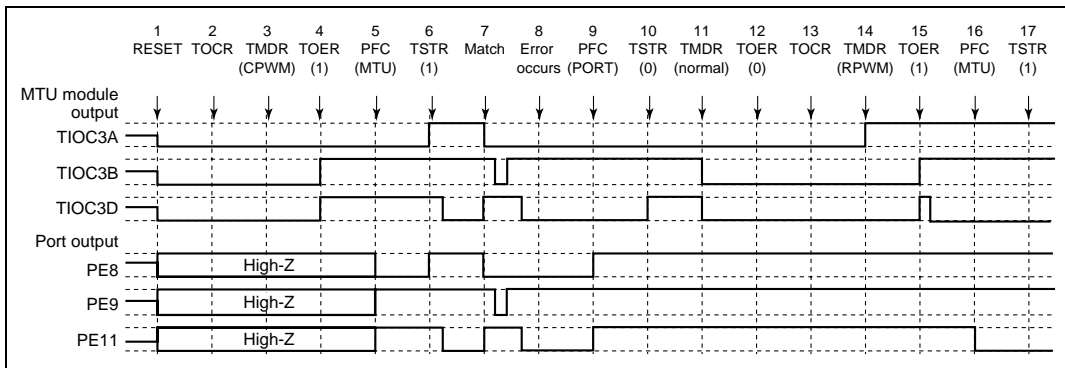 1 2 3 4 5 6 7 8 9 10 11 12 13 14 15 16 17
RESET TOCR TMDR TOER PFC TSTR Match Error PFC TSTR TMDR TOER TOCR TMDR TOER PFC TSTR
(CPWM) (1) (MTU) (1) occurs (PORT) (0) (normal) (0) (RPWM) (1) (MTU) (1)
MTU module
output
TIOC3A
TIOC3B
TIOC3D
Port output
PE8 High-Z
PE9 High-Z
PE11 High-Z